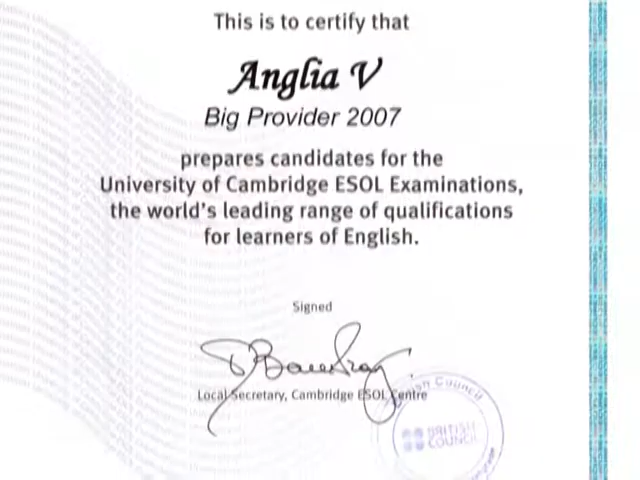 This is to certify that
Anglia V
Big Provider 2007
prepares candidates for the
University of Cambridge ESOL Examinations,
the world's leading range of qualifications
for learners of English.
Signed
Local Secretary, Cambridge ESOL Centre
Council
BRITISH
COUNCIL